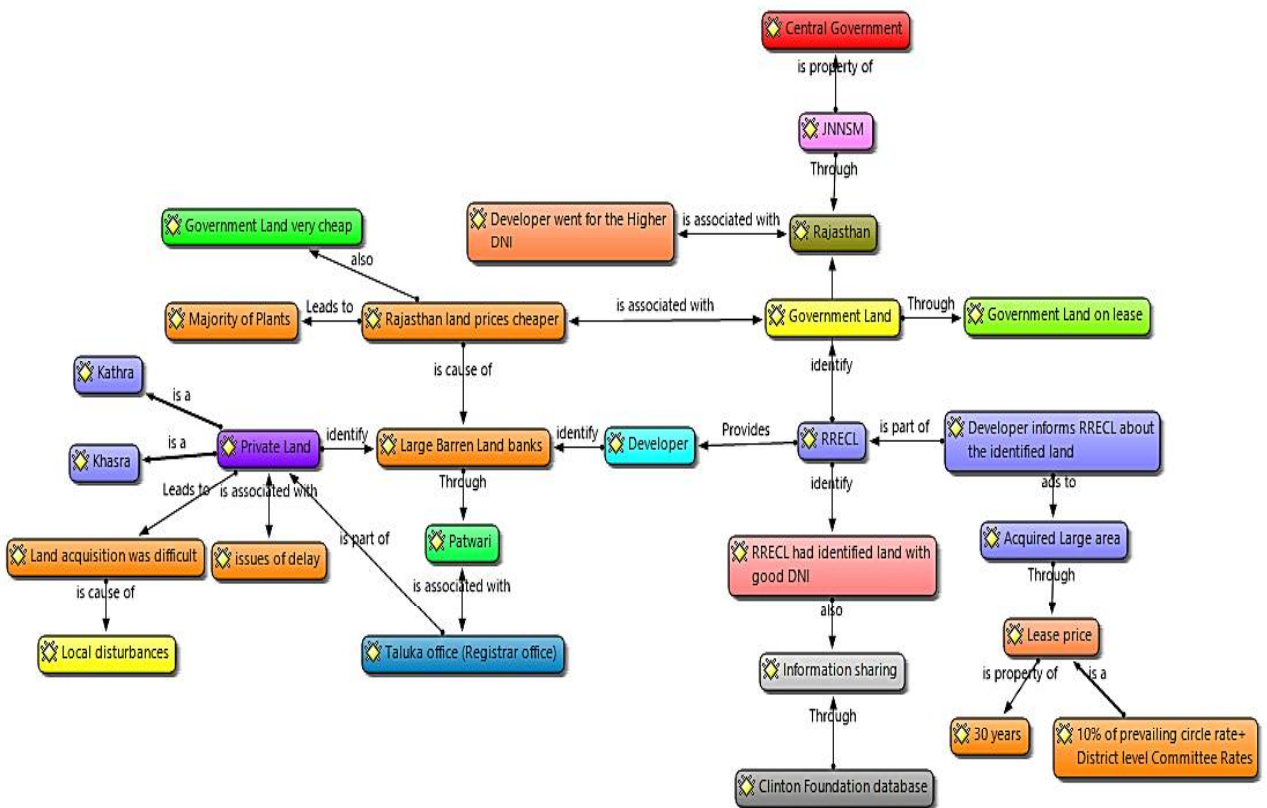 Central Government
is property of
JNNSM
Through
Government Land very cheap
Developer went for the Higher
DNI
is associated with
Rajasthan
also
Majority of Plants
Leads to
Rajasthan land prices cheaper
is associated with
Government Land
Through
Government Land on lease
Kathra
is a
is cause of
identify
Khasra
is a
Private Land
identify
Large Barren Land banks
identify
Developer
Provides
RRECL
is part of
Developer informs RRECL about
the identified land
Leads to
is associated with
Through
identify
ads to
Land acquisition was difficult
issues of delay
is part of
Patwari
RRECL had identified land with
good DNI
Acquired Large area
is cause of
is associated with
also
Through
Local disturbances
Taluka office (Registrar office)
Information sharing
Lease price
is property of
is a
Through
30 years
10% of prevailing circle rate+
District level Committee Rates
Clinton Foundation database